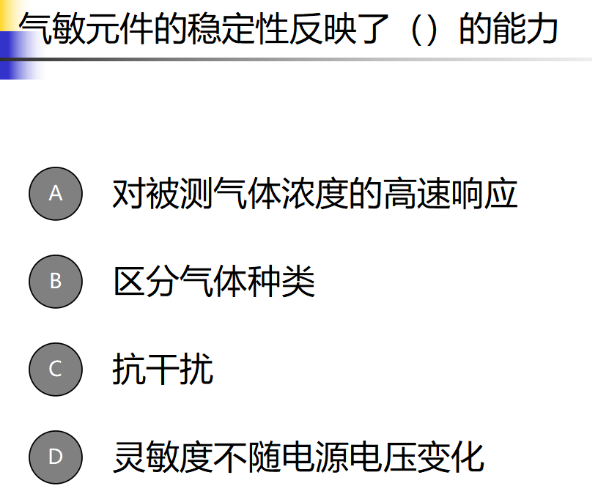 气敏元件的稳定性反映了（）的能力
A 对被测气体浓度的高速响应
B 区分气体种类
C 抗干扰
D 灵敏度不随电源电压变化